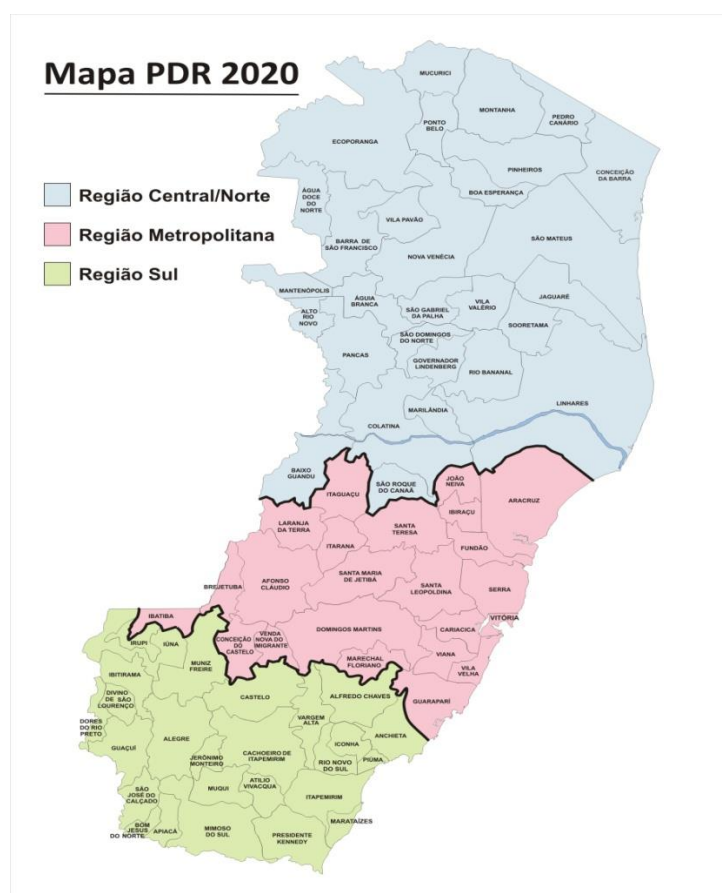 Mapa PDR 2020
Região Central/Norte
Região Metropolitana
Região Sul
MUCURICI
MONTANHA
PEDRO
CANÁRIO
PONTO
BELO
ECOPORANGA
PINHEIROS
CONCEIÇÃO
DA BARRA
ÁGUA
DOCE
DO
NORTE
BOA ESPERANÇA
VILA PAVÃO
BARRA DE
SÃO FRANCISCO
SÃO MATEUS
NOVA VENÉCIA
MANTENÓPOLIS
ÁGUIA
BRANCA
JAGUARÉ
VILA
VALÉRIO
ALTO
RIO
NOVO
SÃO GABRIEL
DA PALHA
SOORETAMA
SÃO DOMINGOS
DO NORTE
PANCAS
GOVERNADOR
LINDENBERG
RIO BANANAL
LINHARES
MARILÂNDIA
COLATINA
BAIXO
GUANDU
SÃO ROQUE
DO CANAÃ
JOÃO
NEIVA
ITAGUAÇU
ARACRUZ
IBIRAÇU
LARANJA
DA TERRA
SANTA
TERESA
ITARANA
FUNDÃO
SANTA MARIA
DE JETIBÁ
AFONSO
CLÁUDIO
BREJETUBA
SANTA
LEOPOLDINA
SERRA
IBATIBA
VITÓRIA
DOMINGOS MARTINS
CARIACICA
CONCEIÇÃO
DO
CASTELO
VENDA
NOVA DO
IMIGRANTE
IRUPI
IÚNA
VIANA
MARECHAL
FLORIANO
VILA
VELHA
MUNIZ
FREIRE
IBITIRAMA
CASTELO
ALFREDO CHAVES
GUARAPARÍ
DIVINO
DE SÃO
LOURENÇO
DORES
DO RIO
PRETO
VARGEM
ALTA
ANCHIETA
GUAÇUÍ
ALEGRE
ICONHA
CACHOEIRO DE
ITAPEMIRIM
JERÔNIMO
MONTEIRO
RIO NOVO
DO SUL
PIÚMA
SÃO
JOSÉ DO
CALÇADO
MUQUI
ATILIO
VIVACQUA
ITAPEMIRIM
BOM
JESUS
DO NORTE
APIACÁ
MIMOSO
DO SUL
PRESIDENTE
KENNEDY
MARATAÍZES